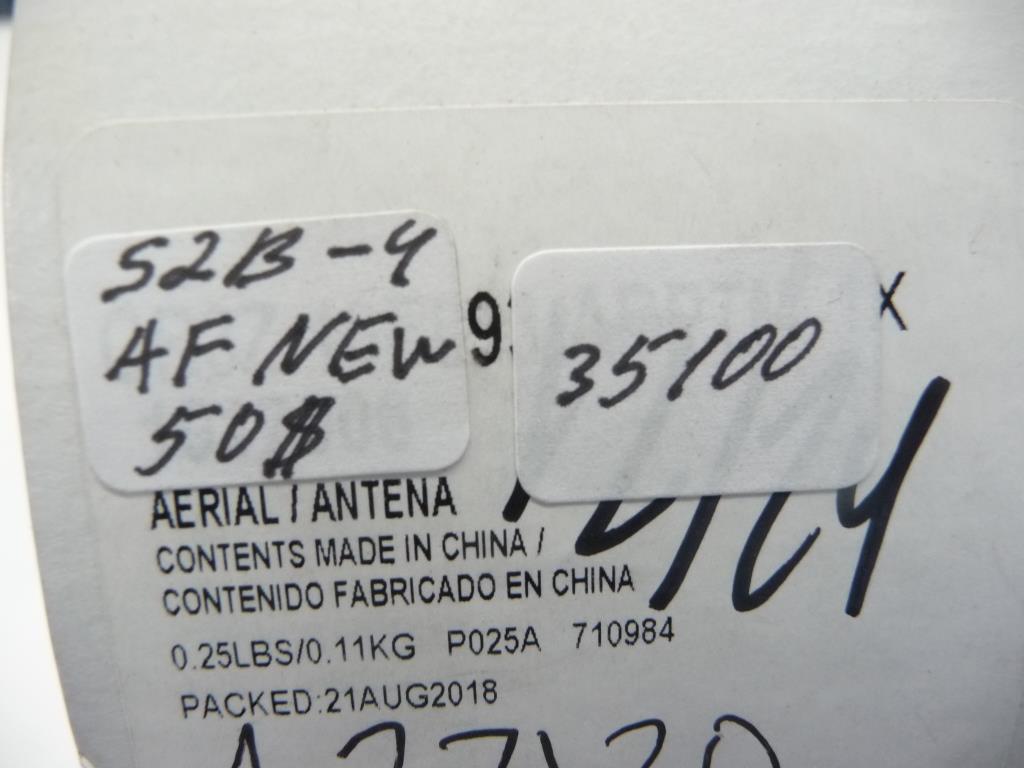 S2B-4
AF NEW
50$
35100
AERIAL / ANTENA
CONTENTS MADE IN CHINA /
CONTENIDO FABRICADO EN CHINA
0.25LBS/0.11KG P025A 710984
PACKED:21AUG2018